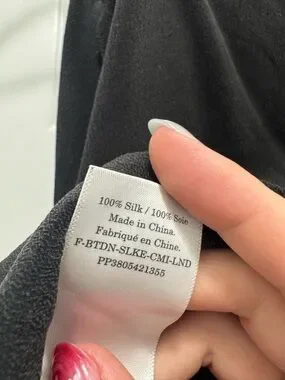 100% Silk / 100% Soie
Made in China.
Fabriqué en Chine.
F-BTDN-SLKE-CMI-LND
PP3805421355